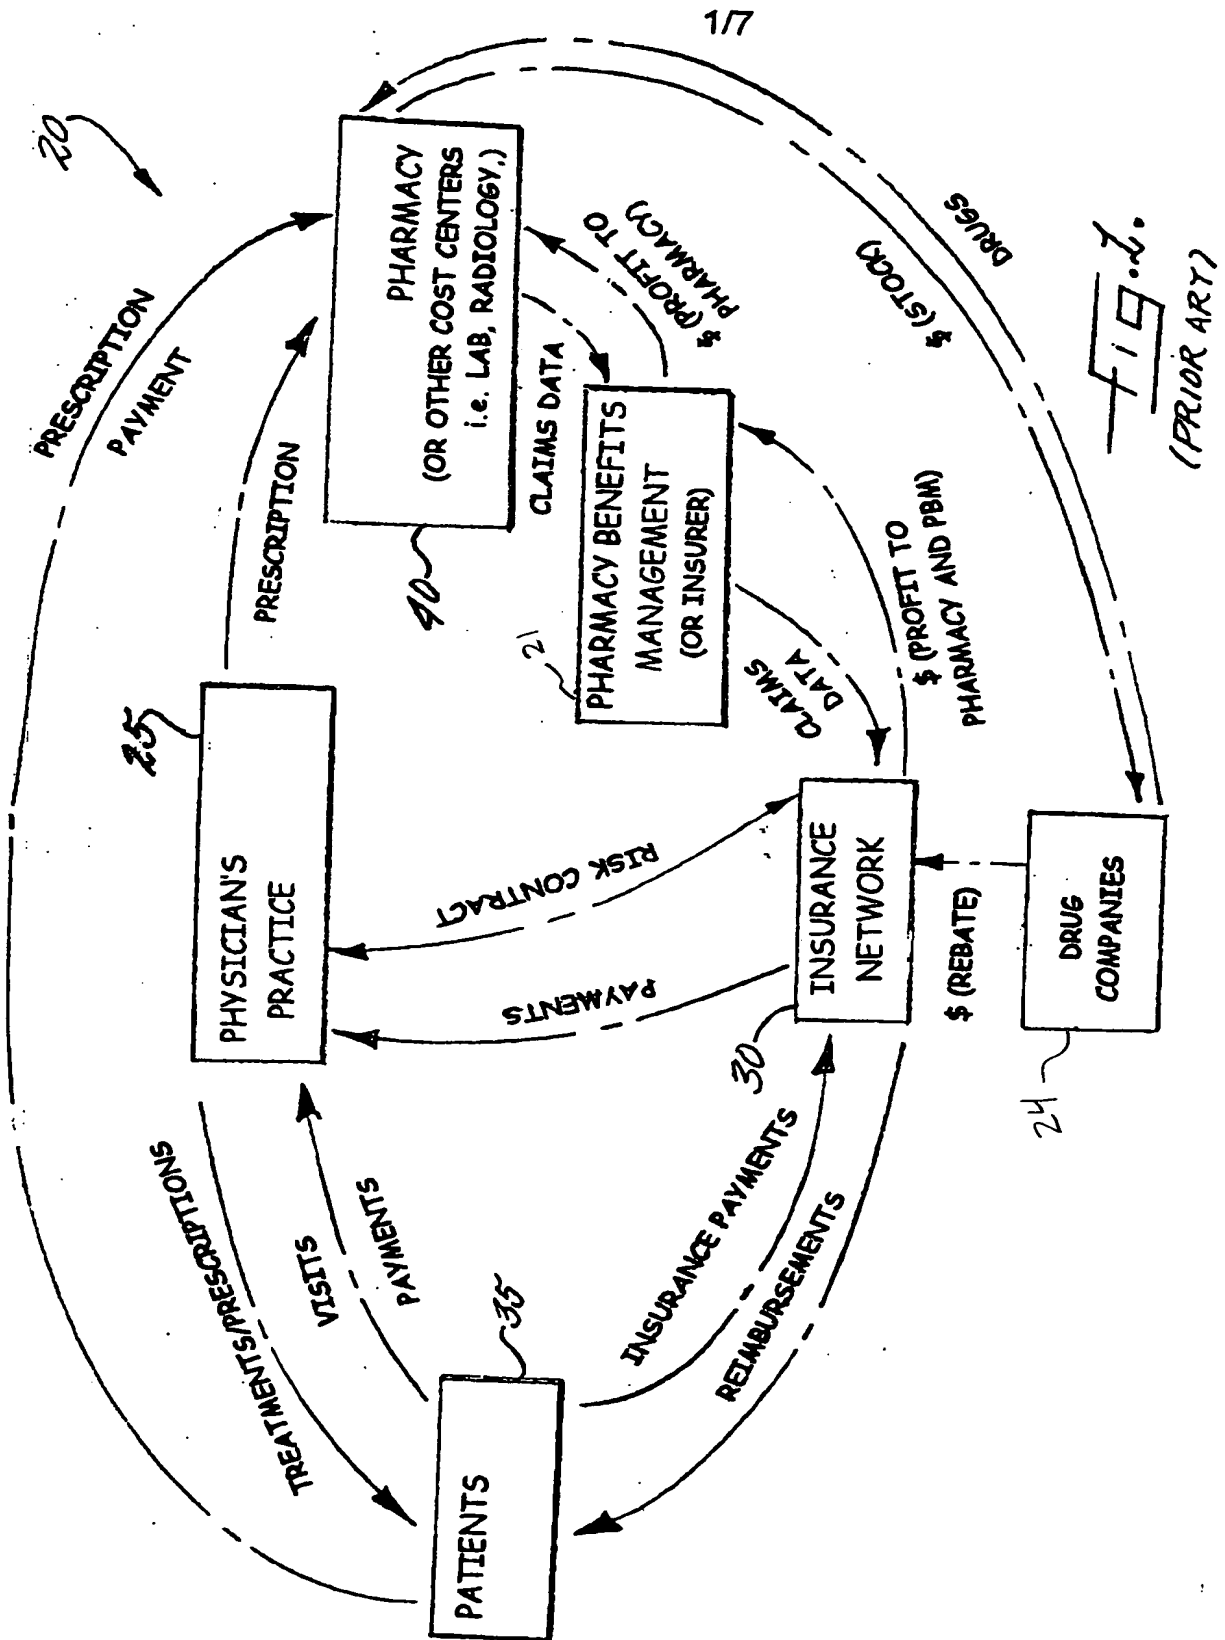 1/7
20
PRESCRIPTION
PAYMENT
PRESCRIPTION
25
PHYSICIAN'S
PRACTICE
PHARMACY
(OR OTHER COST CENTERS
i.e. LAB, RADIOLOGY,)
40
CLAIMS DATA
$ (PROFIT TO
PHARMACY)
21
PHARMACY BENEFITS
MANAGEMENT
(OR INSURER)
TREATMENTS/PRESCRIPTIONS
VISITS
PAYMENTS
PATIENTS
35
PAYMENTS
RISK CONTRACT
CLAIMS
DATA
INSURANCE PAYMENTS
REIMBURSEMENTS
30
INSURANCE
NETWORK
$ (PROFIT TO
PHARMACY AND PBM)
$ (REBATE)
24
DRUG
COMPANIES
$ (STOCK)
DRUGS
Fig. 1.
(PRIOR ART)